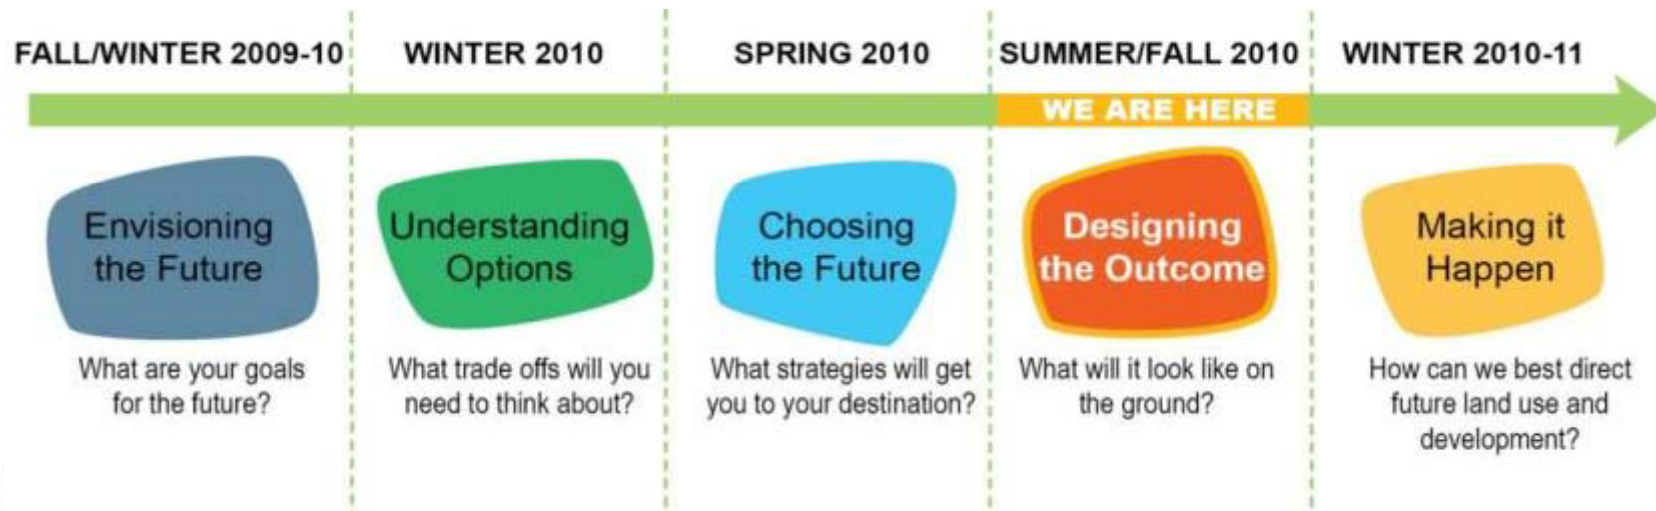 FALL/WINTER 2009-10
WINTER 2010
SPRING 2010
SUMMER/FALL 2010
WINTER 2010-11
WE ARE HERE
Envisioning
the Future
What are your goals
for the future?
Understanding
Options
What trade offs will you
need to think about?
Choosing
the Future
What strategies will get
you to your destination?
Designing
the Outcome
What will it look like on
the ground?
Making it
Happen
How can we best direct
future land use and
development?